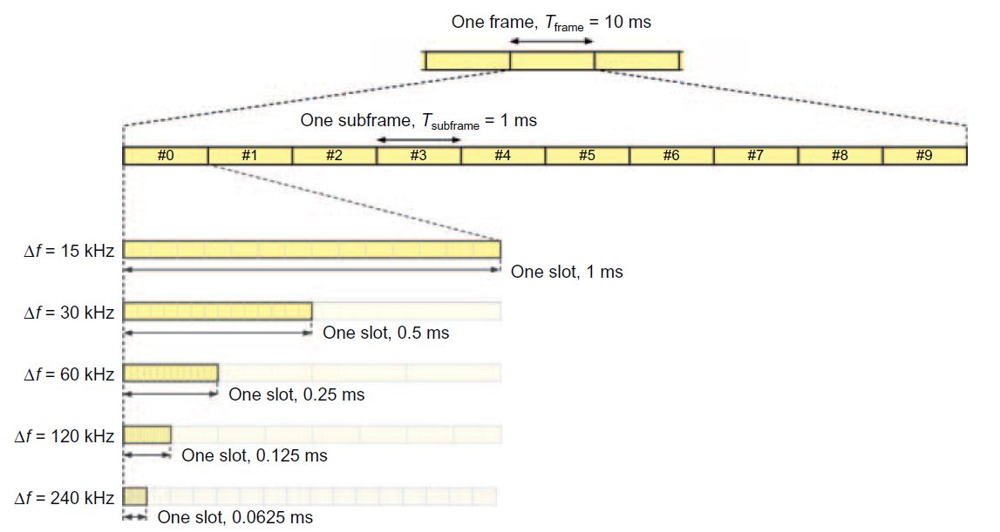 One frame, Tframe = 10 ms
One subframe, Tsubframe = 1 ms
#0 #1 #2 #3 #4 #5 #6 #7 #8 #9
Δf = 15 kHz
One slot, 1 ms
Δf = 30 kHz
One slot, 0.5 ms
Δf = 60 kHz
One slot, 0.25 ms
Δf = 120 kHz
One slot, 0.125 ms
Δf = 240 kHz
One slot, 0.0625 ms